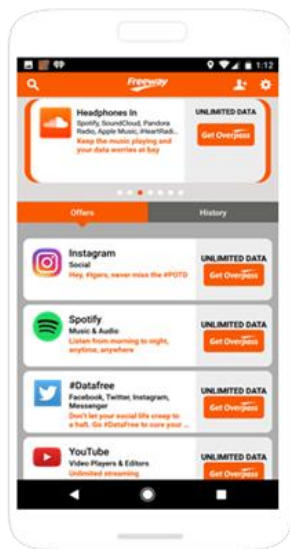 1:12
Freeway
Headphones In
UNLIMITED DATA
Spotify, SoundCloud, Pandora
Radio, Apple Music, iHeartRadi...
Keep the music playing and
your data worries at bay
Get Overpass
Offers
History
Instagram
Social
Hey, #tgers, never miss the #POTD
UNLIMITED DATA
Get Overpass
Spotify
Music & Audio
Listen from morning to night,
anytime, anywhere
UNLIMITED DATA
Get Overpass
#Datafree
Facebook, Twitter, Instagram,
Messenger
Don't let your social life creep to
a halt. Go #DataFree to cure your ...
UNLIMITED DATA
Get Overpass
YouTube
Video Players & Editors
Unlimited streaming
UNLIMITED DATA
Get Overpass